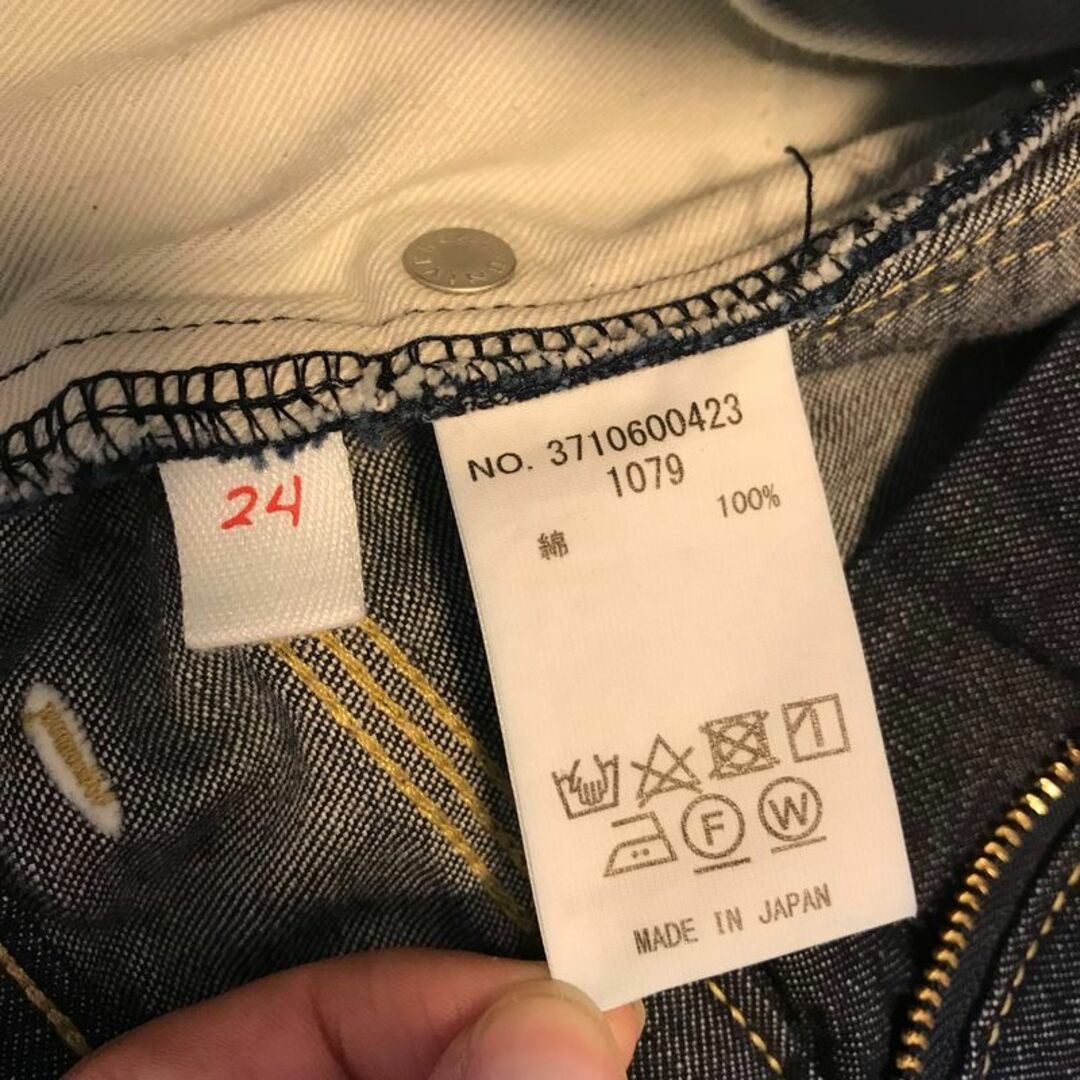 24
NO. 3710600423
1079
綿 100%
F W
MADE IN JAPAN